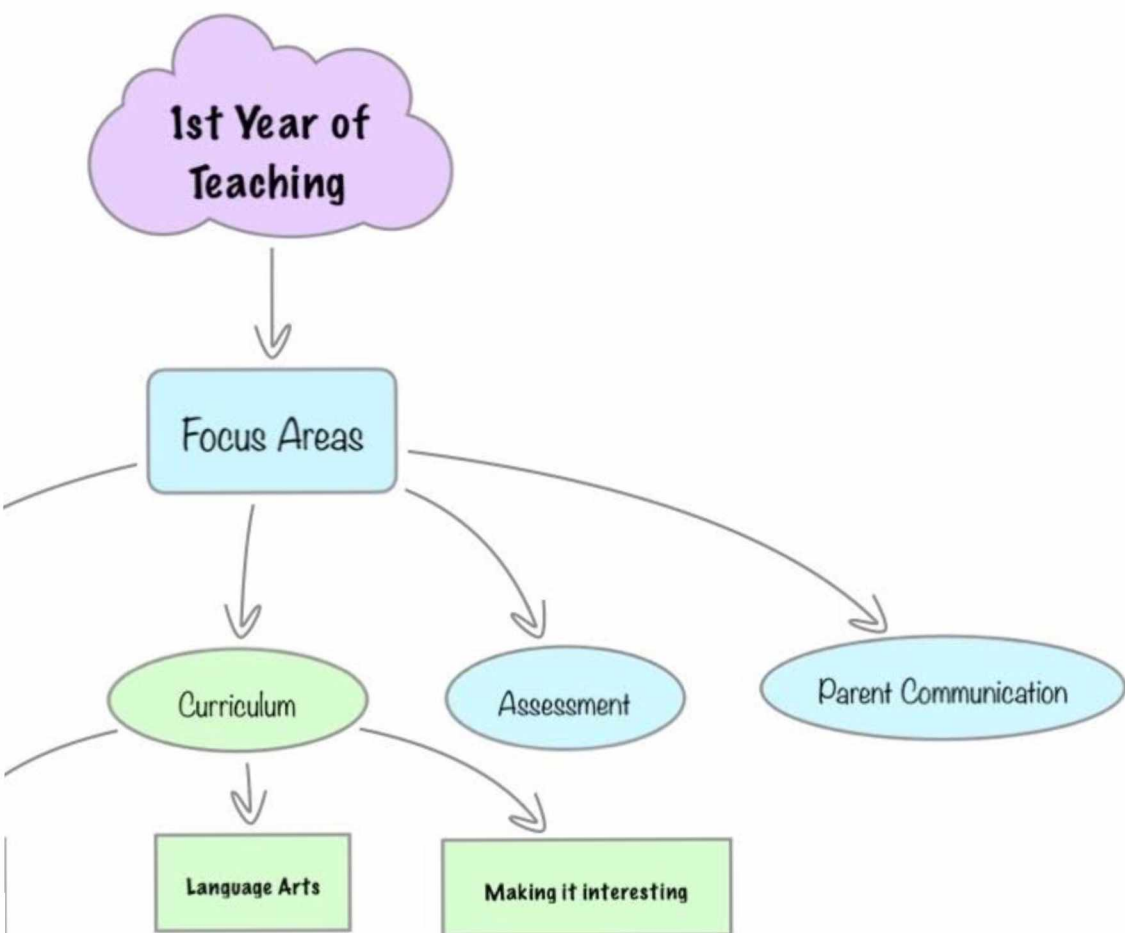 1st Year of
Teaching
Focus Areas
Curriculum
Assessment
Parent Communication
Language Arts
Making it interesting